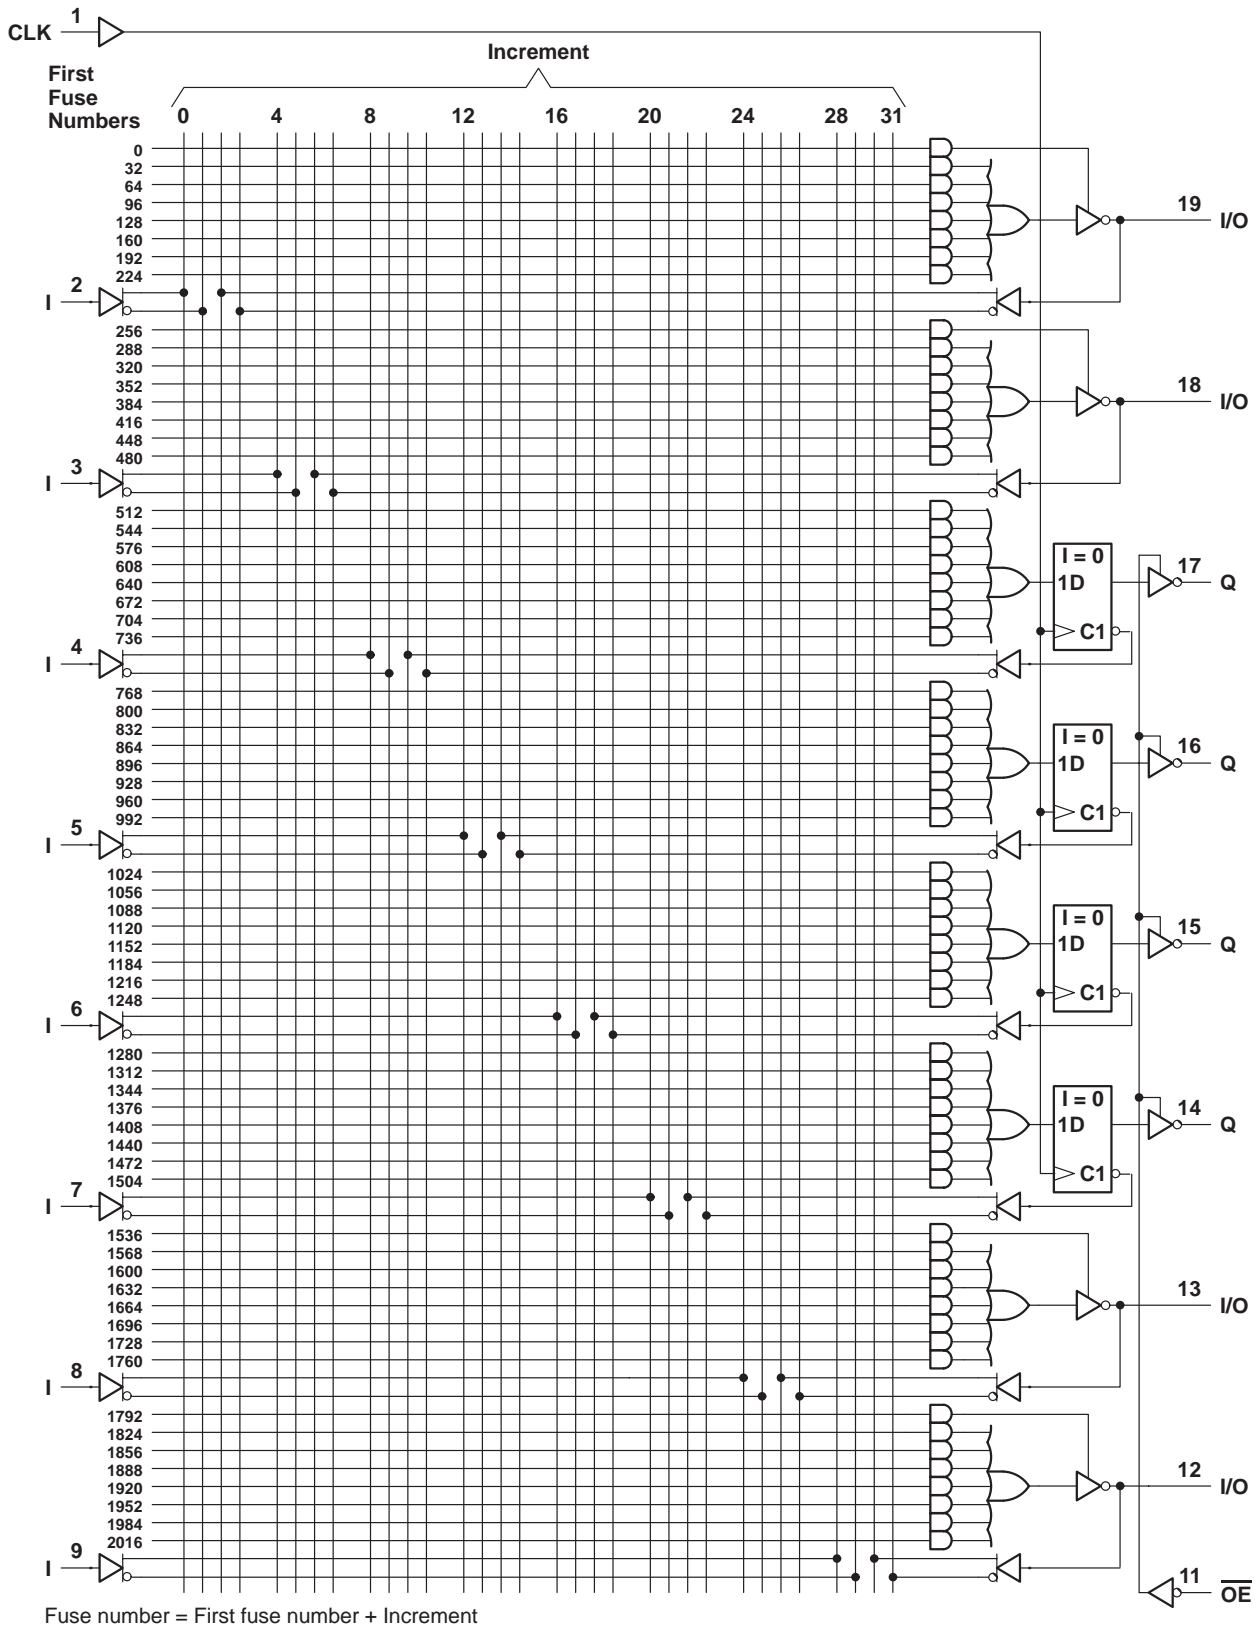 1
CLK
Increment
First
Fuse
Numbers
0 4 8 12 16 20 24 28 31
0
32
64
96
128
160
192
224
19
I/O
2
I
256
288
320
352
384
416
448
480
18
I/O
3
I
512
544
576
608
640
672
704
736
I = 0
1D
C1
17
Q
4
I
768
800
832
864
896
928
960
992
I = 0
1D
C1
16
Q
5
I
1024
1056
1088
1120
1152
1184
1216
1248
I = 0
1D
C1
15
Q
6
I
1280
1312
1344
1376
1408
1440
1472
1504
I = 0
1D
C1
14
Q
7
I
1536
1568
1600
1632
1664
1696
1728
1760
13
I/O
8
I
1792
1824
1856
1888
1920
1952
1984
2016
12
I/O
9
I
11
OE
Fuse number = First fuse number + Increment